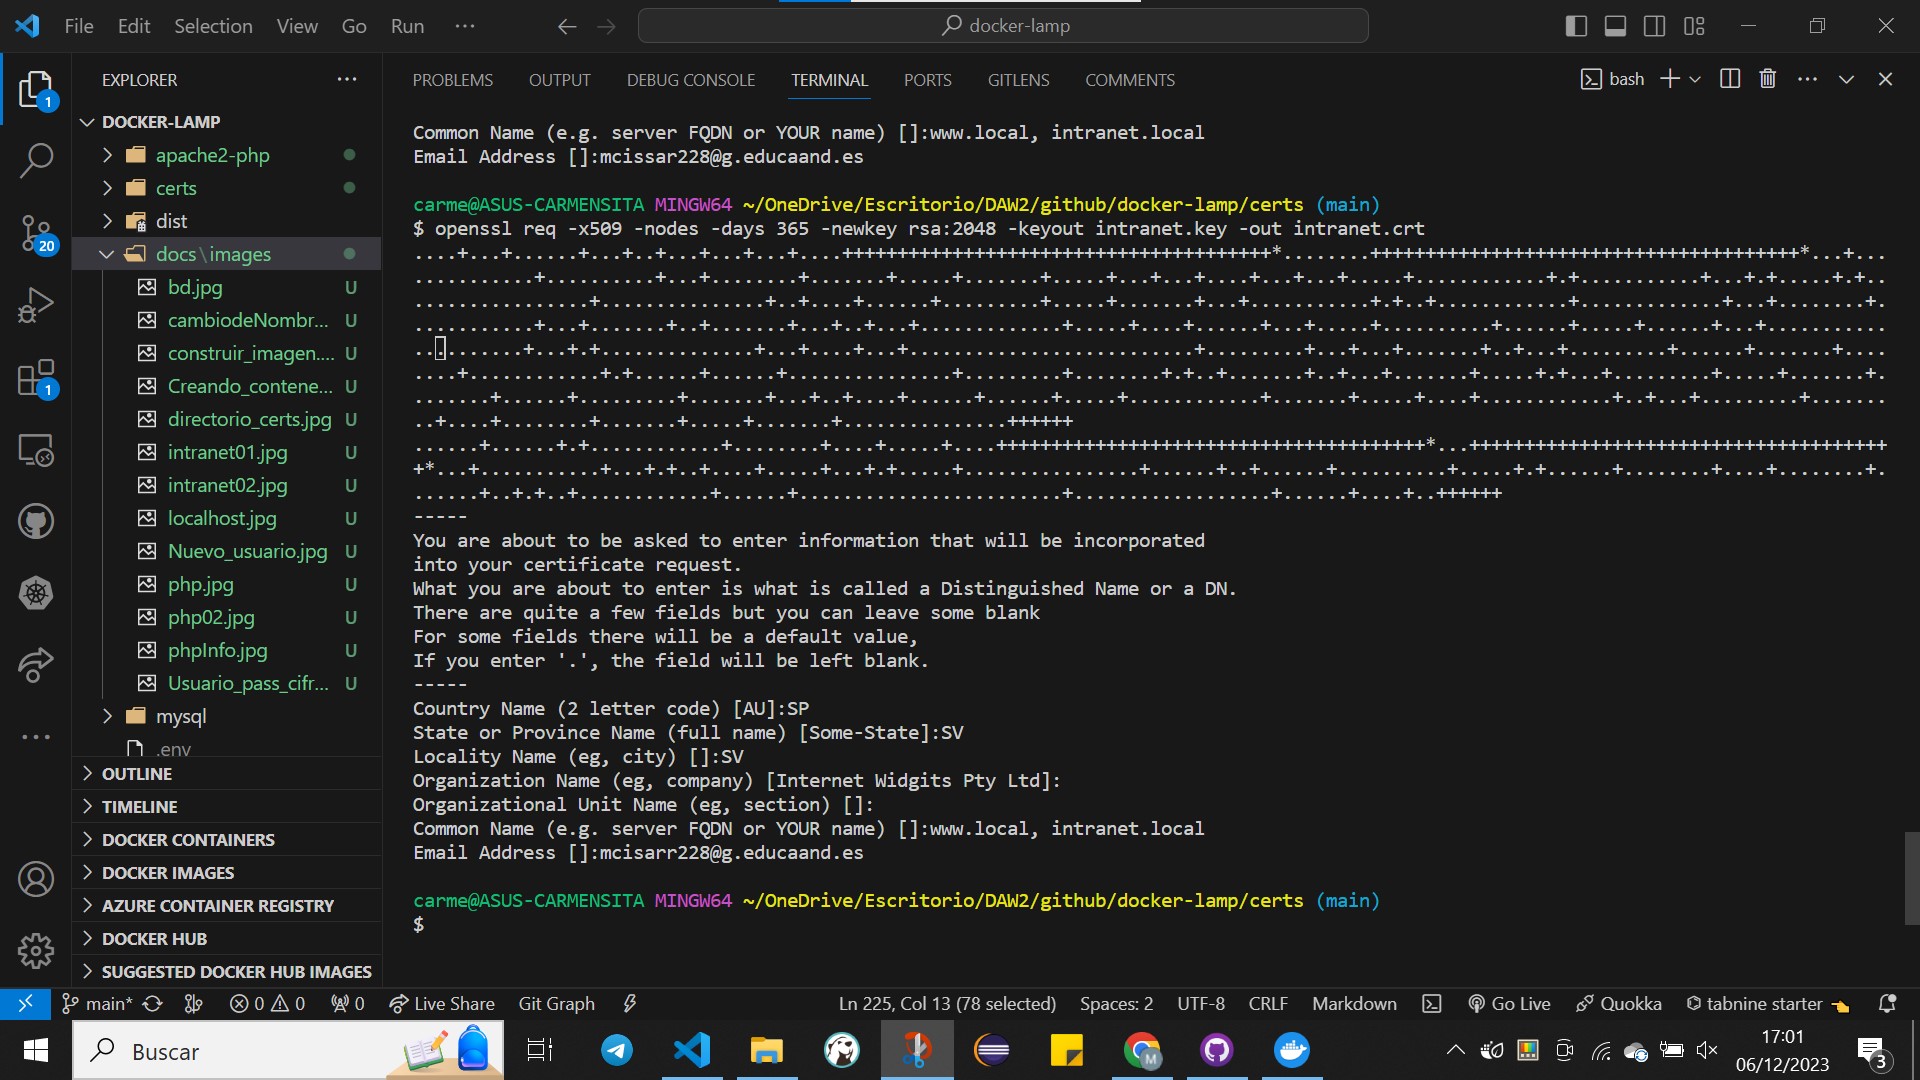 File Edit Selection View Go Run ···
docker-lamp
EXPLORER ···
DOCKER-LAMP
apache2-php
certs
dist
docs\images
bd.jpg U
cambiodeNombr... U
construir_imagen.... U
Creando_contene... U
directorio_certs.jpg U
intranet01.jpg U
intranet02.jpg U
localhost.jpg U
Nuevo_usuario.jpg U
php.jpg U
php02.jpg U
phpInfo.jpg U
Usuario_pass_cifr... U
mysql
.env
OUTLINE
TIMELINE
DOCKER CONTAINERS
DOCKER IMAGES
AZURE CONTAINER REGISTRY
DOCKER HUB
SUGGESTED DOCKER HUB IMAGES
1
20
1
PROBLEMS OUTPUT DEBUG CONSOLE TERMINAL PORTS GITLENS COMMENTS
bash
Common Name (e.g. server FQDN or YOUR name) []:www.local, intranet.local
Email Address []:mcissar228@g.educaand.es
carme@ASUS-CARMENSITA MINGW64 ~/OneDrive/Escritorio/DAW2/github/docker-lamp/certs (main)
$ openssl req -x509 -nodes -days 365 -newkey rsa:2048 -keyout intranet.key -out intranet.crt
-----
You are about to be asked to enter information that will be incorporated
into your certificate request.
What you are about to enter is what is called a Distinguished Name or a DN.
There are quite a few fields but you can leave some blank
For some fields there will be a default value,
If you enter '.', the field will be left blank.
-----
Country Name (2 letter code) [AU]:SP
State or Province Name (full name) [Some-State]:SV
Locality Name (eg, city) []:SV
Organization Name (eg, company) [Internet Widgits Pty Ltd]:
Organizational Unit Name (eg, section) []:
Common Name (e.g. server FQDN or YOUR name) []:www.local, intranet.local
Email Address []:mcisarr228@g.educaand.es
carme@ASUS-CARMENSITA MINGW64 ~/OneDrive/Escritorio/DAW2/github/docker-lamp/certs (main)
$
main* 0 0 0 Live Share Git Graph Ln 225, Col 13 (78 selected) Spaces: 2 UTF-8 CRLF Markdown Go Live Quokka tabnine starter
Buscar
M
17:01
06/12/2023
3